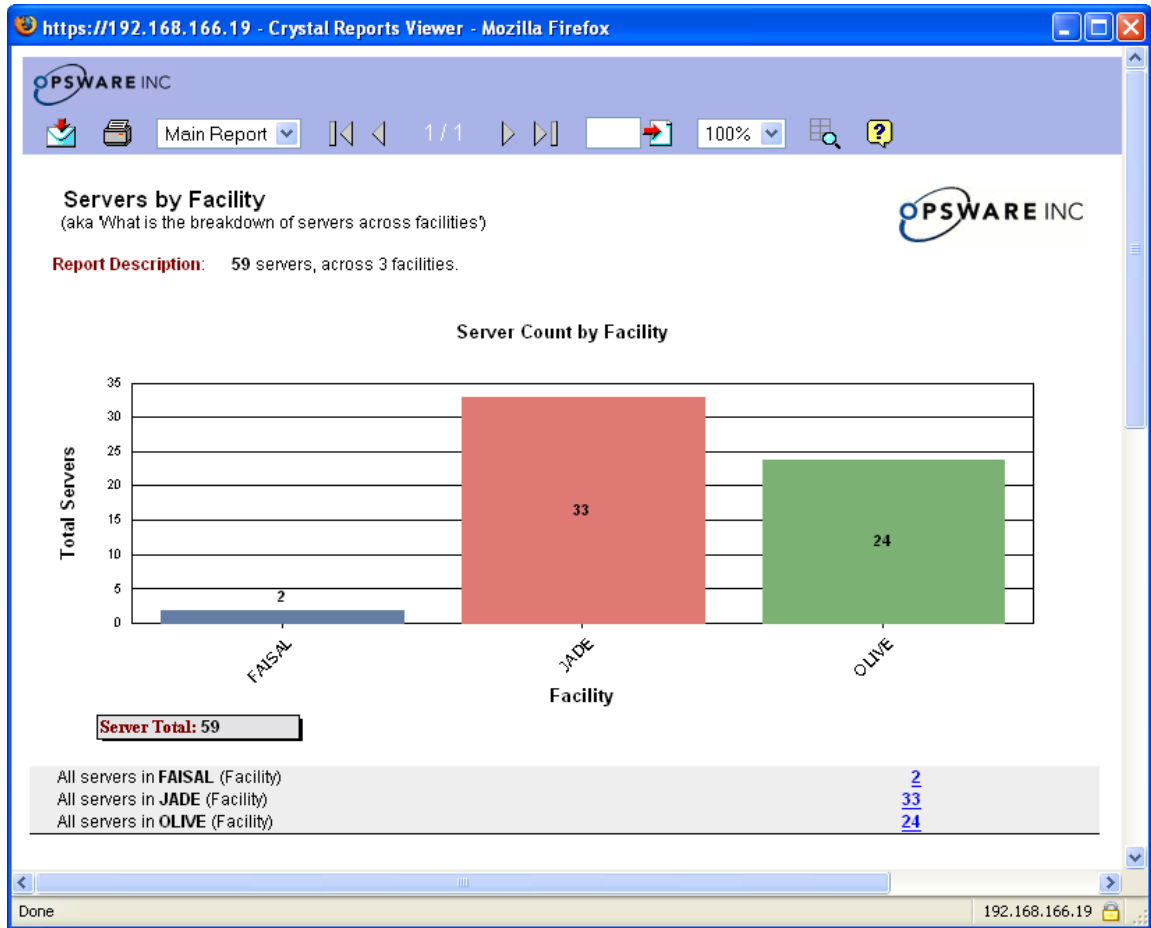 https://192.168.166.19 - Crystal Reports Viewer - Mozilla Firefox
OPSWARE INC
Main Report
1 / 1
100%
?
Servers by Facility
(aka 'What is the breakdown of servers across facilities')
OPSWARE INC
Report Description: 59 servers, across 3 facilities.
Server Count by Facility
Total Servers
35
30
25
20
15
10
5
0
2
33
24
FAISAL
JADE
OLIVE
Facility
Server Total: 59
All servers in FAISAL (Facility) 2
All servers in JADE (Facility) 33
All servers in OLIVE (Facility) 24
Done 192.168.166.19